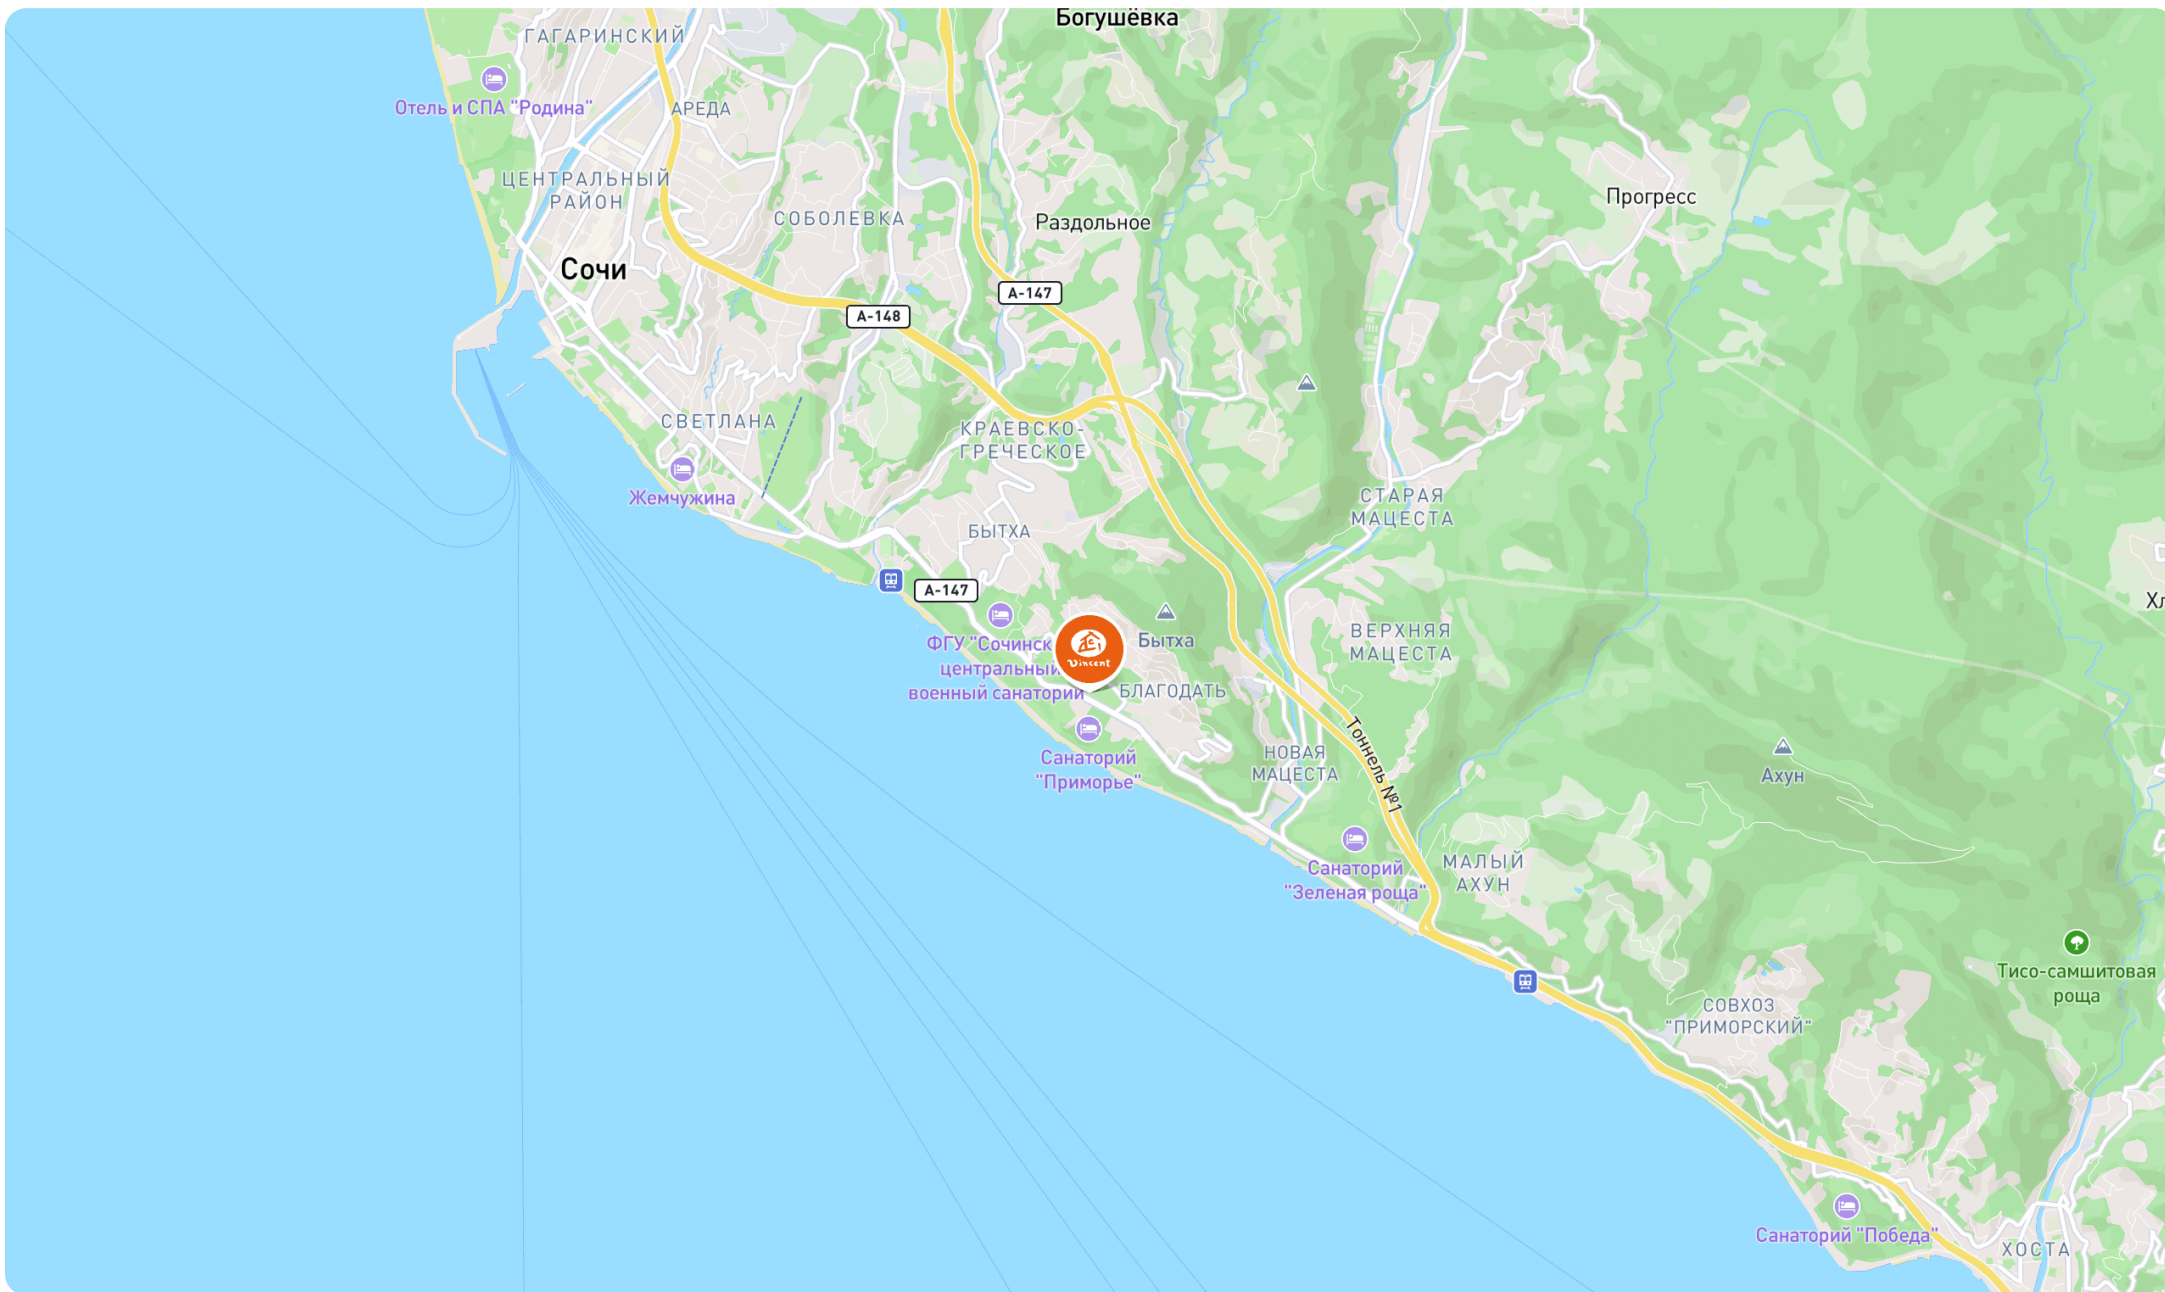 Богушёвка
ГАГАРИНСКИЙ
Отель и СПА "Родина"
АРЕДА
ЦЕНТРАЛЬНЫЙ
РАЙОН
СОБОЛЕВКА
Раздольное
Прогресс
Сочи
А-147
А-148
СВЕТЛАНА
КРАЕВСКО-
ГРЕЧЕСКОЕ
Жемчужина
СТАРАЯ
МАЦЕСТА
БЫТХА
А-147
Хл
ФГУ "Сочинск
центральный
военный санаторий
Vincent
Бытха
ВЕРХНЯЯ
МАЦЕСТА
БЛАГОДАТЬ
Санаторий
"Приморье"
НОВАЯ
МАЦЕСТА
Тоннель №1
Ахун
Санаторий
"Зеленая роща"
МАЛЫЙ
АХУН
Тисо-самшитовая
роща
СОВХОЗ
"ПРИМОРСКИЙ"
Санаторий "Победа"
ХОСТА